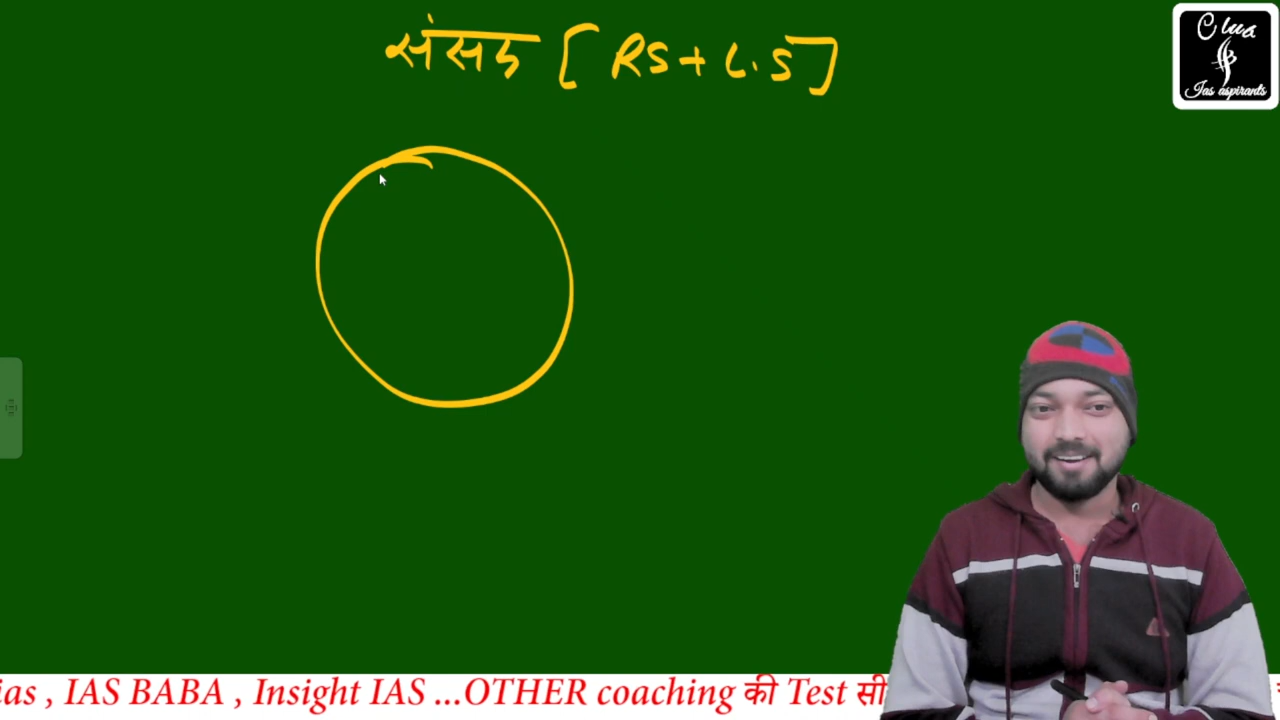 संसद [ RS + L.S ]
Clua
Ias aspirants
ias , IAS BABA , Insight IAS ...OTHER coaching की Test सी